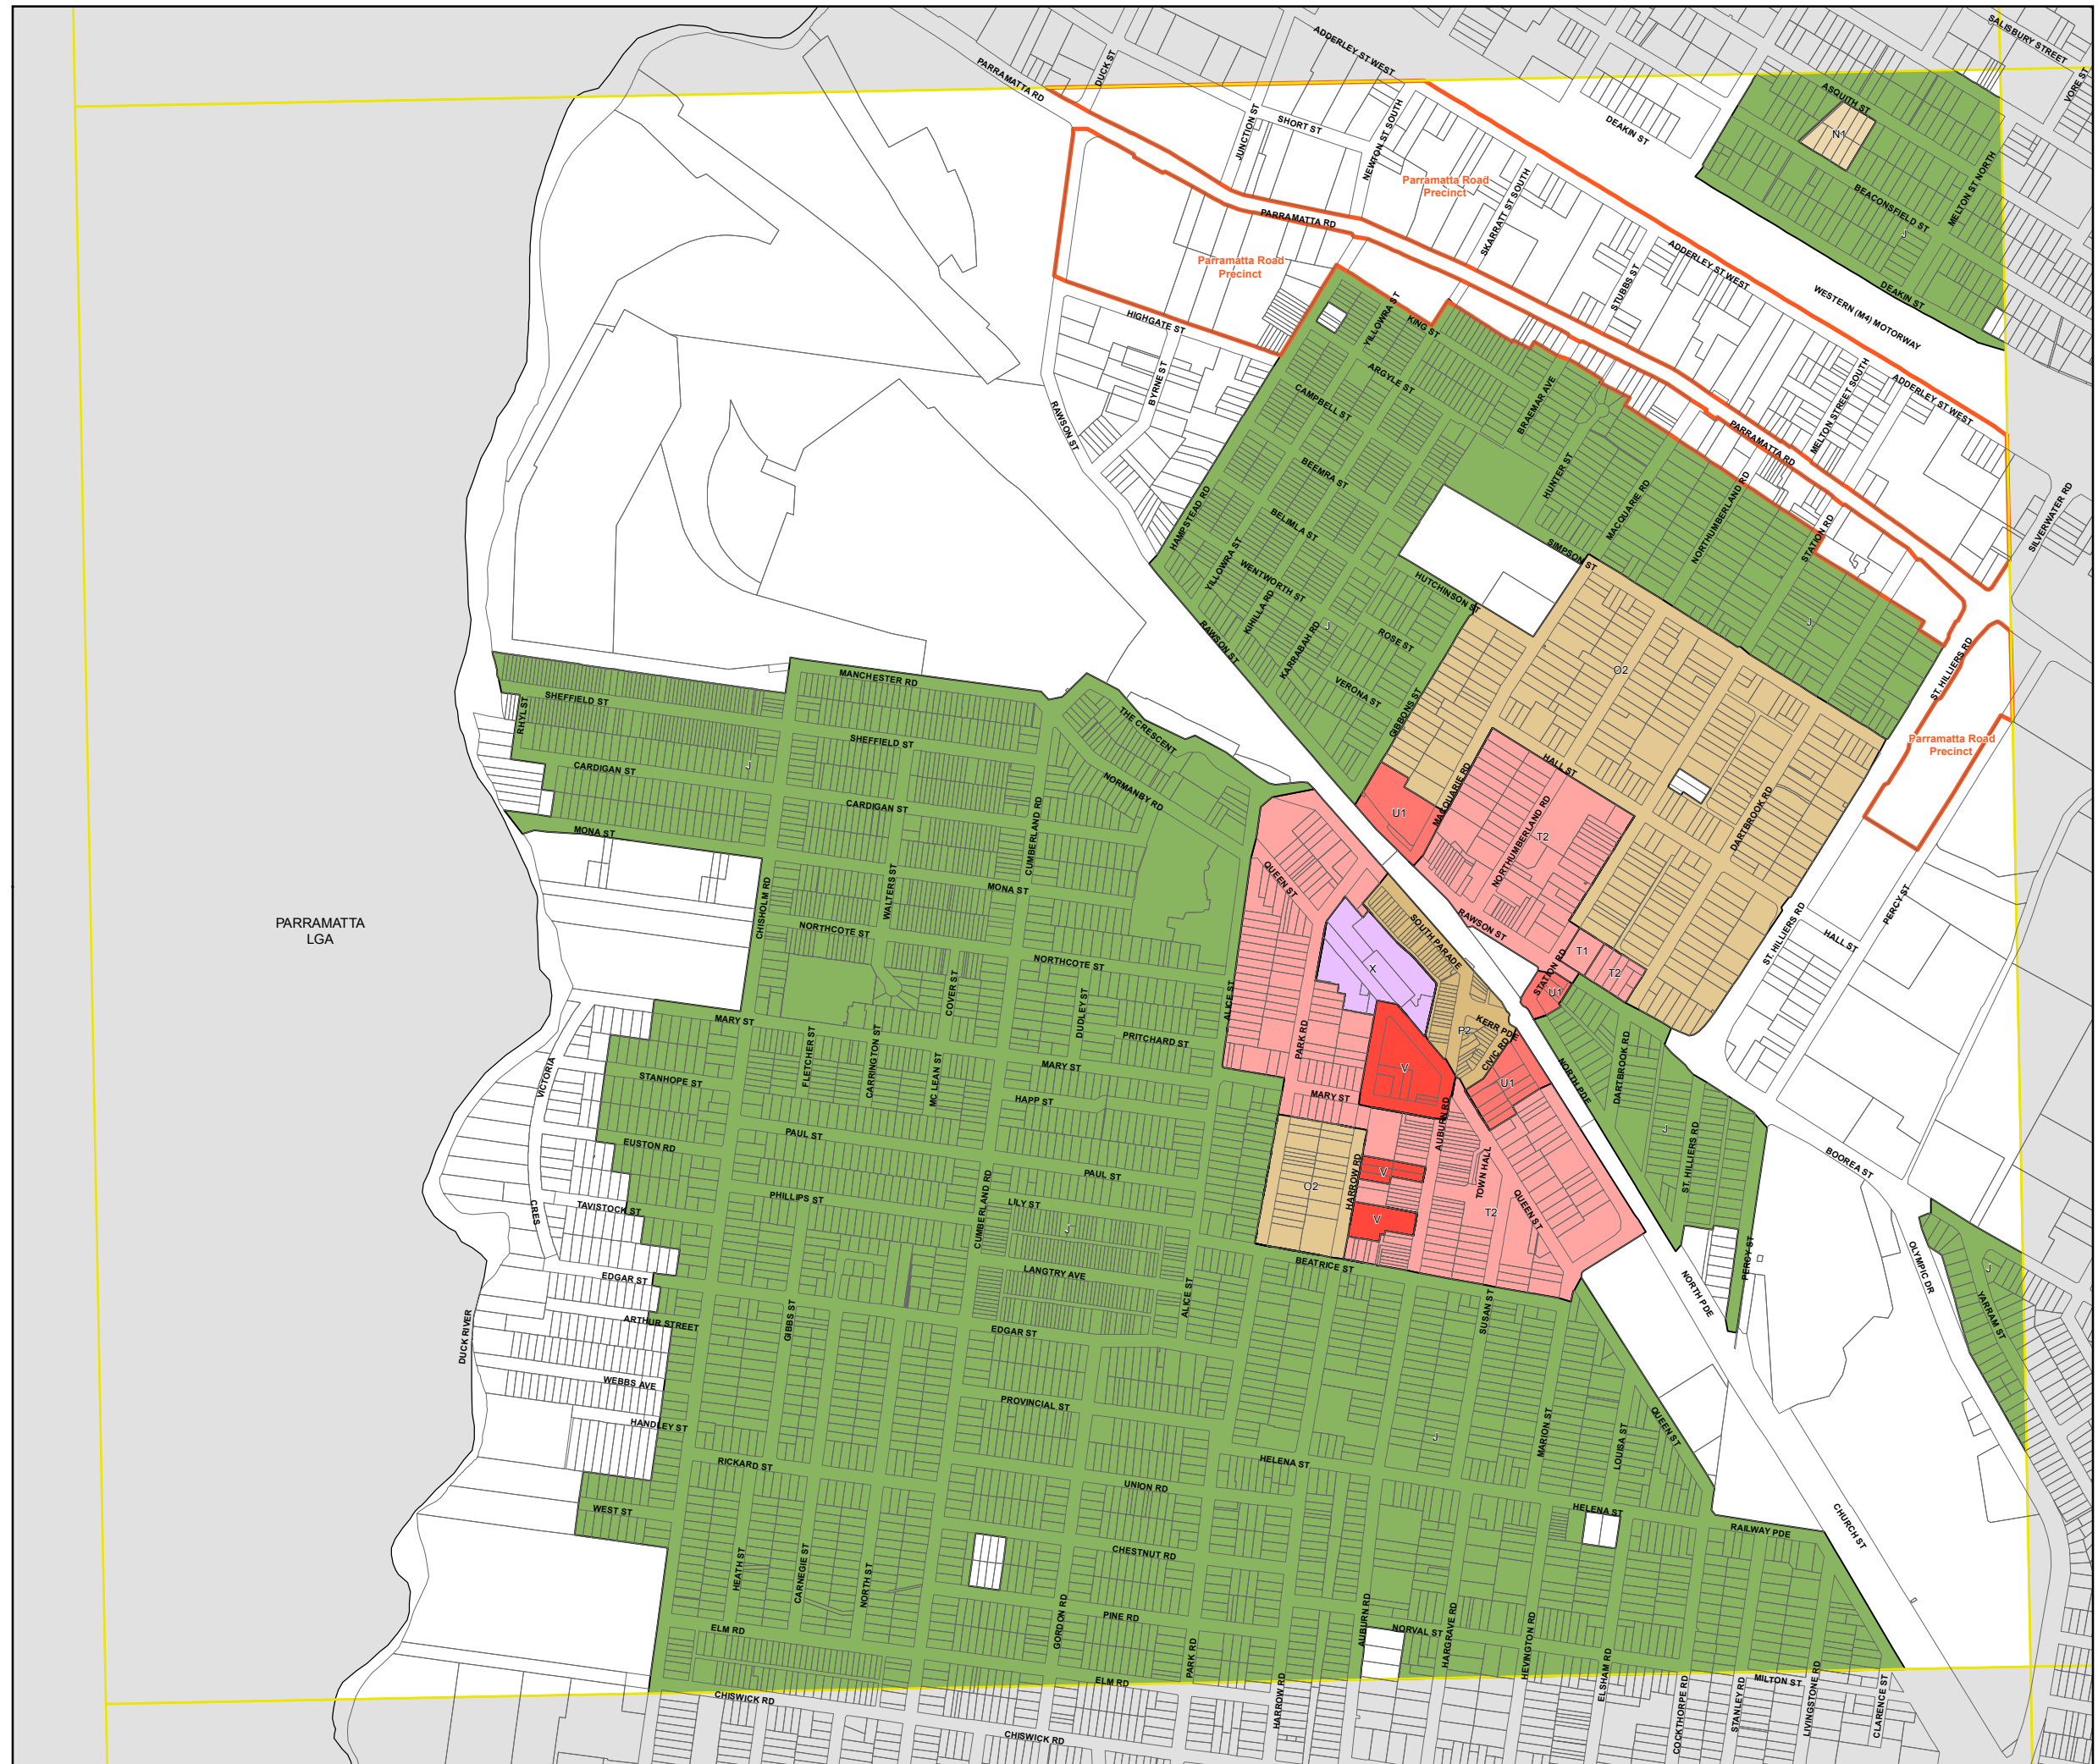 SALISBURY STREET
ADDERLEY ST WEST
PARRAMATTA RD
DUCK ST
VORE ST
ASQUITH ST
JUNCTION ST
SHORT ST
NEWTON ST SOUTH
DEAKIN ST
N1
Parramatta Road
Precinct
SKARRATT ST SOUTH
BEACONSFIELD ST
MELTON ST NORTH
J
PARRAMATTA RD
Parramatta Road
Precinct
ADDERLEY ST WEST
STUBBS ST
DEAKIN ST
WESTERN (M4) MOTORWAY
HIGHGATE ST
YILLOWRA ST
KING ST
ARGYLE ST
BYRNE ST
CAMPBELL ST
BRAEMAR AVE
MELTON STREET SOUTH
ADDERLEY ST WEST
RAWSON ST
PARRAMATTA RD
BEEMRA ST
HUNTER ST
MACQUARIE RD
NORTHUMBERLAND RD
HAMPSTEAD RD
BELIMLA ST
STATION RD
SILVERWATER RD
SIMPSON ST
YILLOWRA ST
WENTWORTH ST
HUTCHINSON ST
KIHILLA RD
RAWSON ST
KARRABAH RD
J
ROSE ST
J
O2
VERONA ST
GIBBONS ST
ST. HILLIERS RD
MANCHESTER RD
SHEFFIELD ST
RHYL ST
THE CRESCENT
SHEFFIELD ST
Parramatta Road
Precinct
CARDIGAN ST
J
NORMANBY RD
HALL ST
MACQUARIE RD
CARDIGAN ST
CUMBERLAND RD
U1
NORTHUMBERLAND RD
T2
DARTBROOK RD
MONA ST
QUEEN ST
MONA ST
WALTERS ST
CHISHOLM RD
PERCY ST
PARRAMATTA
LGA
NORTHCOTE ST
SOUTH PARADE
RAWSON ST
ST. HILLIERS RD
HALL ST
NORTHCOTE ST
X
T1
T2
STATION RD
U1
COVER ST
DUDLEY ST
ALICE ST
MARY ST
PRITCHARD ST
PARK RD
P2
KERR PDE
CIVIC RD
FLETCHER ST
CARRINGTON ST
MC LEAN ST
MARY ST
V
U1
NORTH PDE
DARTBROOK RD
VICTORIA
STANHOPE ST
HAPP ST
MARY ST
AUBURN RD
J
ST. HILLIERS RD
PAUL ST
EUSTON RD
PAUL ST
BOOREA ST
V
TOWN HALL
HARROW RD
O2
PHILLIPS ST
LILY ST
CUMBERLAND RD
TAVISTOCK ST
CRES
J
V
T2
QUEEN ST
BEATRICE ST
PERCY ST
OLYMPIC DR
J
EDGAR ST
LANGTRY AVE
ALICE ST
NORTH PDE
YARRAM ST
ARTHUR STREET
GIBBS ST
EDGAR ST
SUSAN ST
DUCK RIVER
WEBBS AVE
PROVINCIAL ST
HANDLEY ST
QUEEN ST
J
MARION ST
LOUISA ST
RICKARD ST
HELENA ST
UNION RD
WEST ST
HELENA ST
RAILWAY PDE
CHURCH ST
HEATH ST
CARNEGIE ST
NORTH ST
CHESTNUT RD
PINE RD
GORDON RD
ELM RD
AUBURN RD
NORVAL ST
HARGRAVE RD
HEVINGTON RD
PARK RD
ELM RD
ELSHAM RD
MILTON ST
CHISWICK RD
HARROW RD
COCKTHORPE RD
STANLEY RD
LIVINGSTONE RD
CLARENCE ST
CHISWICK RD